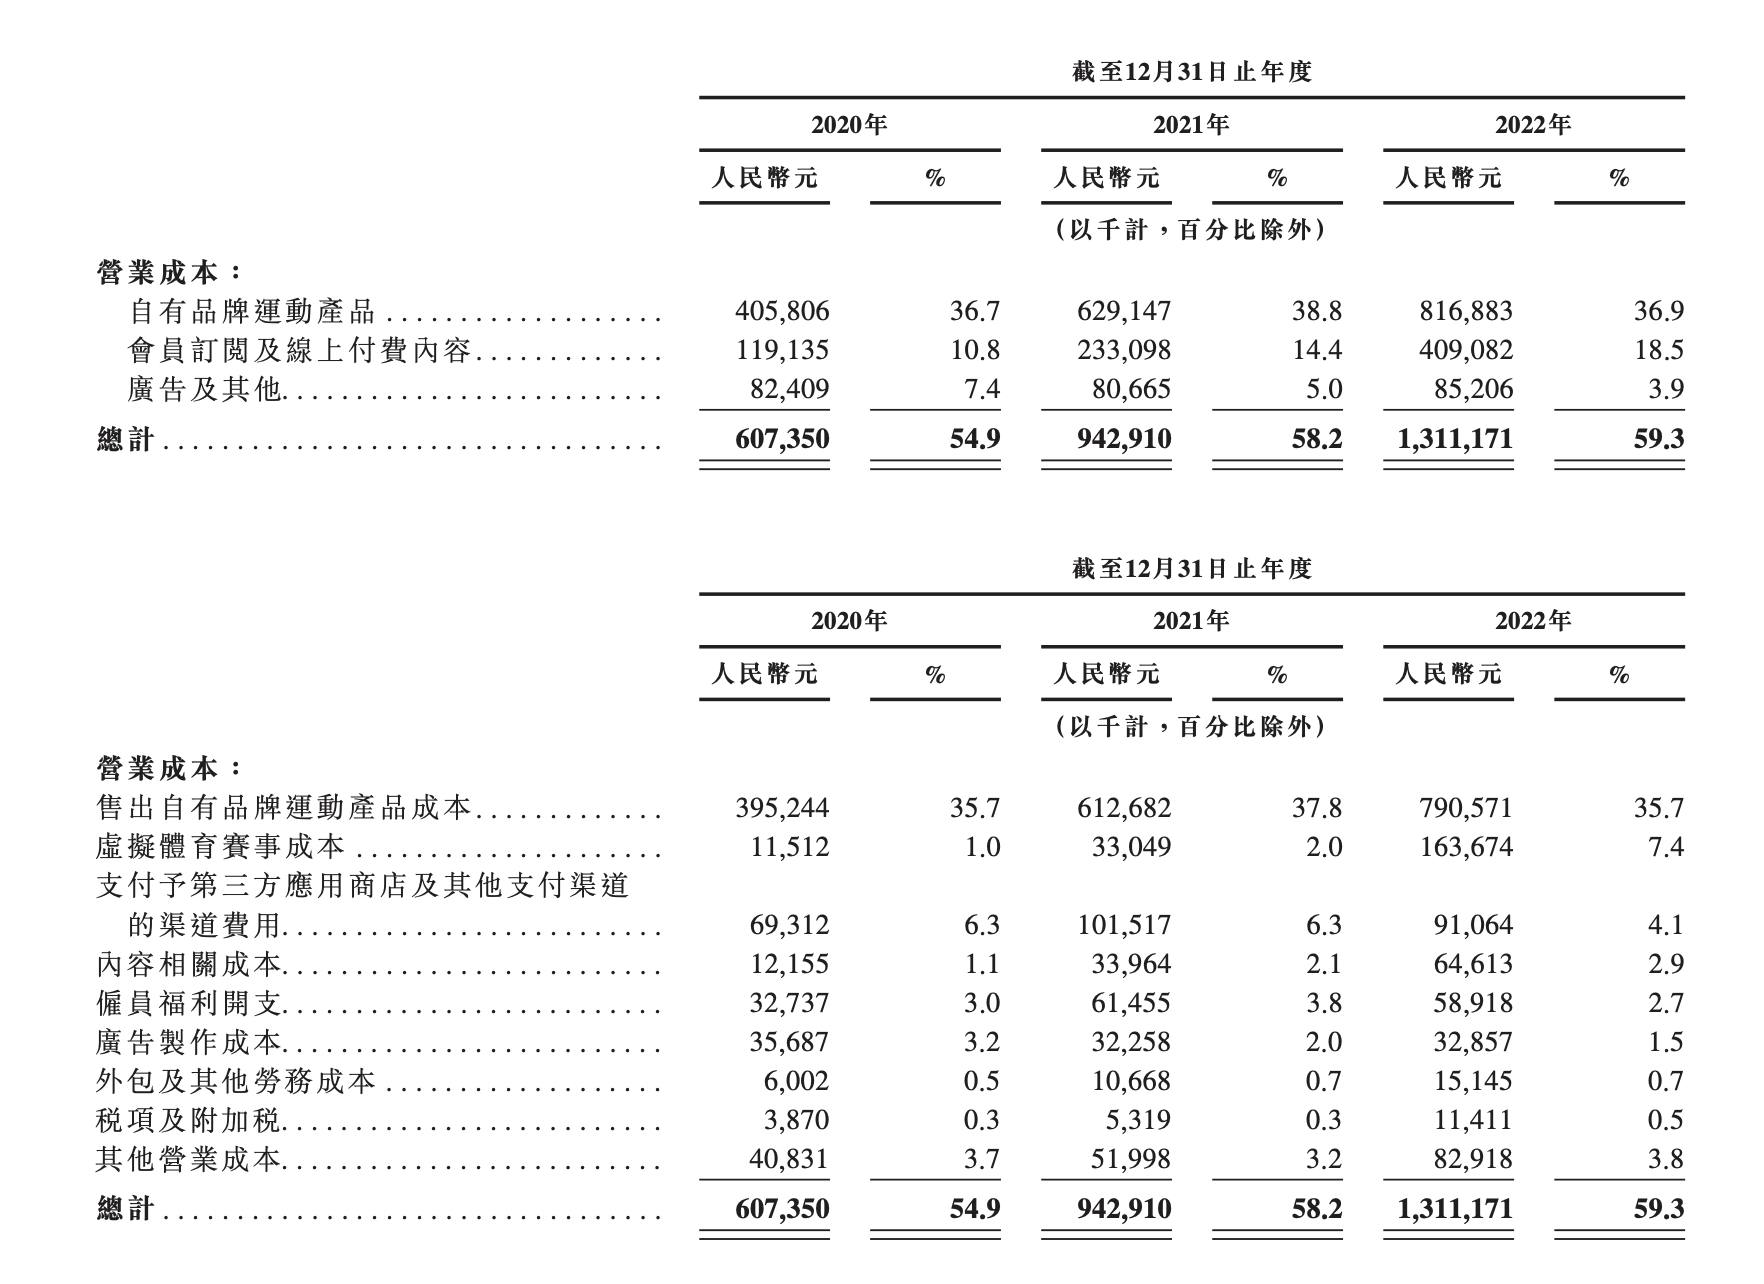 截至12月31日止年度
2020年 2021年 2022年
人民幣元 % 人民幣元 % 人民幣元 %
(以千計，百分比除外)
營業成本：
自有品牌運動產品 ................... 405,806 36.7 629,147 38.8 816,883 36.9
會員訂閱及線上付費內容............. 119,135 10.8 233,098 14.4 409,082 18.5
廣告及其他.......................... 82,409 7.4 80,665 5.0 85,206 3.9
總計 .................................. 607,350 54.9 942,910 58.2 1,311,171 59.3
截至12月31日止年度
2020年 2021年 2022年
人民幣元 % 人民幣元 % 人民幣元 %
(以千計，百分比除外)
營業成本：
售出自有品牌運動產品成本............. 395,244 35.7 612,682 37.8 790,571 35.7
虛擬體育賽事成本 ..................... 11,512 1.0 33,049 2.0 163,674 7.4
支付予第三方應用商店及其他支付渠道
的渠道費用.......................... 69,312 6.3 101,517 6.3 91,064 4.1
內容相關成本.......................... 12,155 1.1 33,964 2.1 64,613 2.9
僱員福利開支.......................... 32,737 3.0 61,455 3.8 58,918 2.7
廣告製作成本.......................... 35,687 3.2 32,258 2.0 32,857 1.5
外包及其他勞務成本 ................... 6,002 0.5 10,668 0.7 15,145 0.7
稅項及附加稅.......................... 3,870 0.3 5,319 0.3 11,411 0.5
其他營業成本.......................... 40,831 3.7 51,998 3.2 82,918 3.8
總計 .................................. 607,350 54.9 942,910 58.2 1,311,171 59.3